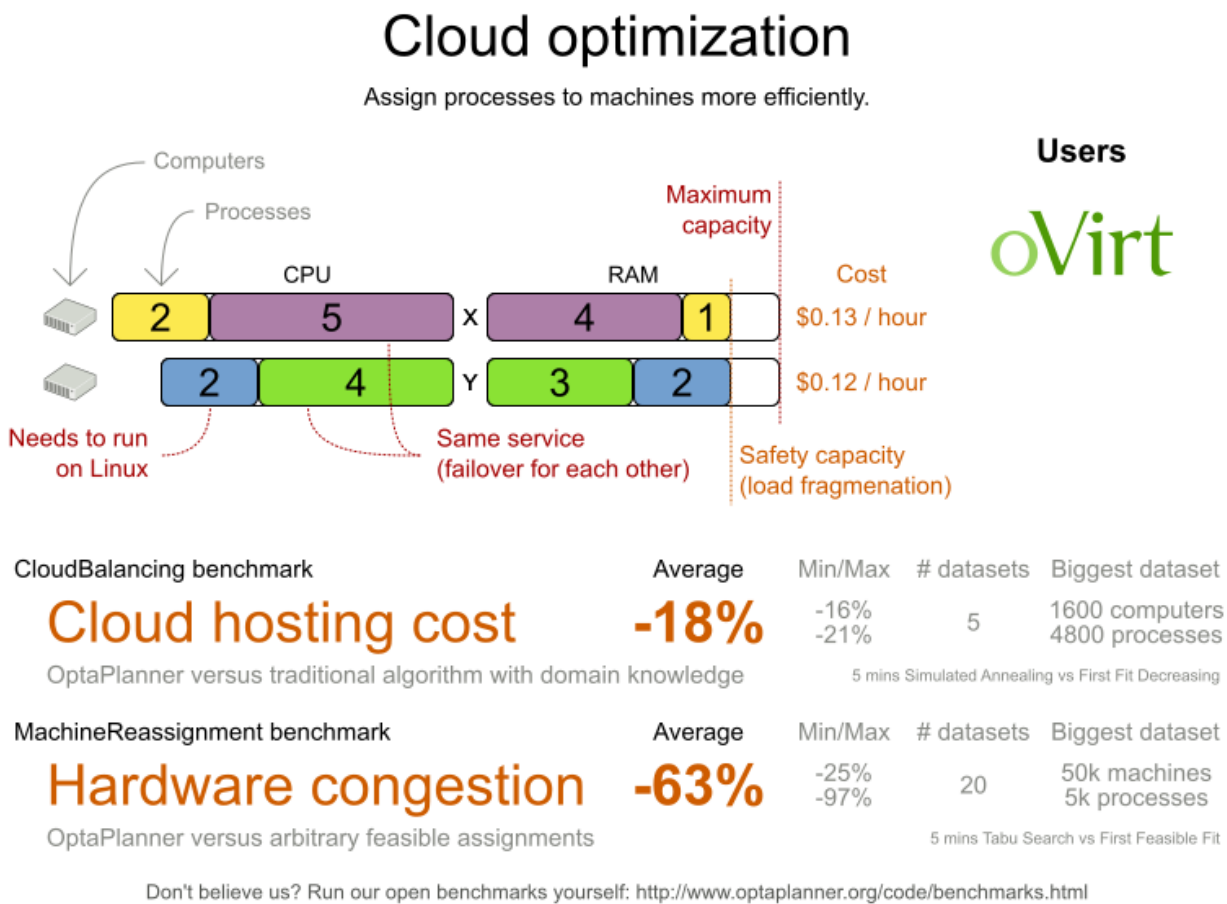 Cloud optimization
Assign processes to machines more efficiently.
Users
oVirt
Computers
Processes
Maximum
capacity
CPU
RAM
Cost
2 5 X 4 1 $0.13 / hour
2 4 Y 3 2 $0.12 / hour
Needs to run
on Linux
Same service
(failover for each other)
Safety capacity
(load fragmenation)
CloudBalancing benchmark Average Min/Max # datasets Biggest dataset
Cloud hosting cost -18% -16% 5 1600 computers
-21% 4800 processes
OptaPlanner versus traditional algorithm with domain knowledge 5 mins Simulated Annealing vs First Fit Decreasing
MachineReassignment benchmark Average Min/Max # datasets Biggest dataset
Hardware congestion -63% -25% 20 50k machines
-97% 5k processes
OptaPlanner versus arbitrary feasible assignments 5 mins Tabu Search vs First Feasible Fit
Don't believe us? Run our open benchmarks yourself: http://www.optaplanner.org/code/benchmarks.html